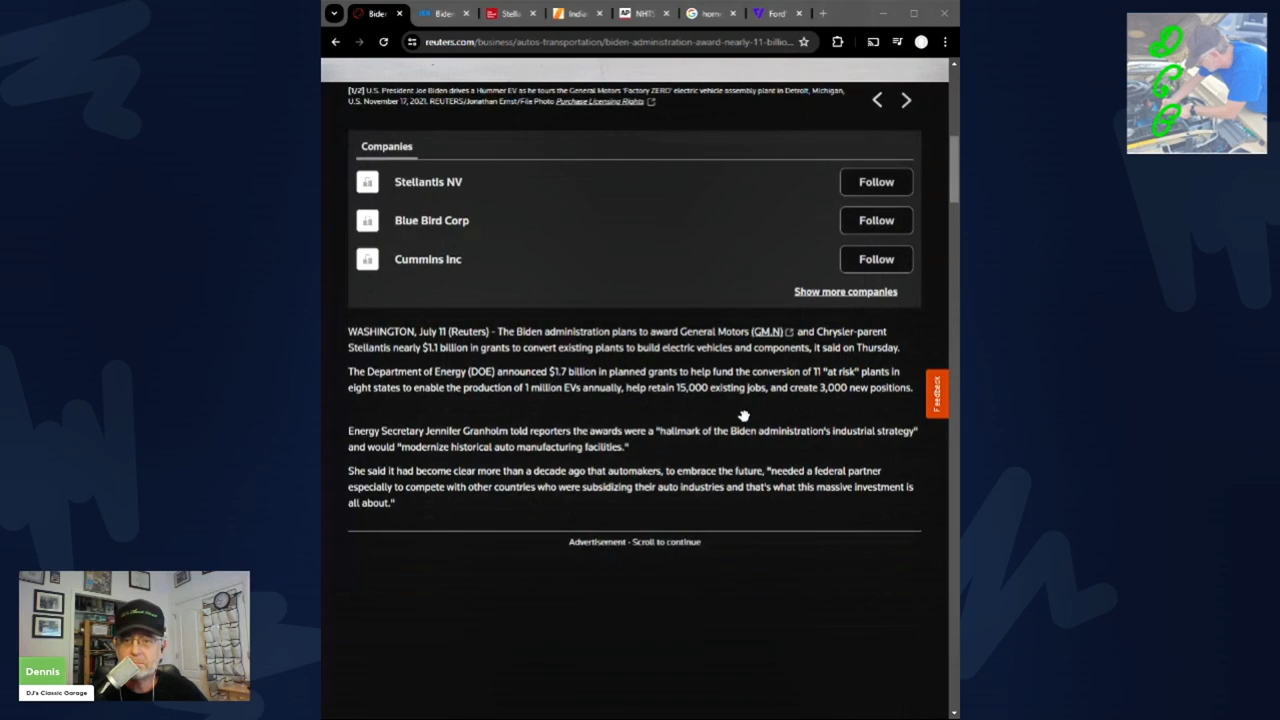 Biden
Biden
Stella
India
NHTS
hom
Ford'
reuters.com/business/autos-transportation/biden-administration-award-nearly-11-billio...
[1/2] U.S. President Joe Biden drives a Hummer EV as he tours the General Motors 'Factory ZERO' electric vehicle assembly plant in Detroit, Michigan,
U.S. November 17, 2021. REUTERS/Jonathan Ernst/File Photo Purchase Licensing Rights
Companies
Stellantis NV
Follow
Blue Bird Corp
Follow
Cummins Inc
Follow
Show more companies
WASHINGTON, July 11 (Reuters) - The Biden administration plans to award General Motors (GM.N) and Chrysler-parent
Stellantis nearly $1.1 billion in grants to convert existing plants to build electric vehicles and components, it said on Thursday.
The Department of Energy (DOE) announced $1.7 billion in planned grants to help fund the conversion of 11 "at risk" plants in
eight states to enable the production of 1 million EVs annually, help retain 15,000 existing jobs, and create 3,000 new positions.
Feedback
Energy Secretary Jennifer Granholm told reporters the awards were a "hallmark of the Biden administration's industrial strategy"
and would "modernize historical auto manufacturing facilities."
She said it had become clear more than a decade ago that automakers, to embrace the future, "needed a federal partner
especially to compete with other countries who were subsidizing their auto industries and that's what this massive investment is
all about."
Advertisement - Scroll to continue
DGB
Dennis
DJ's Classic Garage